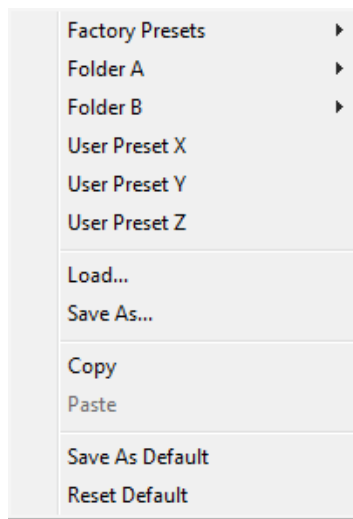 Factory Presets
Folder A
Folder B
User Preset X
User Preset Y
User Preset Z
Load...
Save As...
Copy
Paste
Save As Default
Reset Default